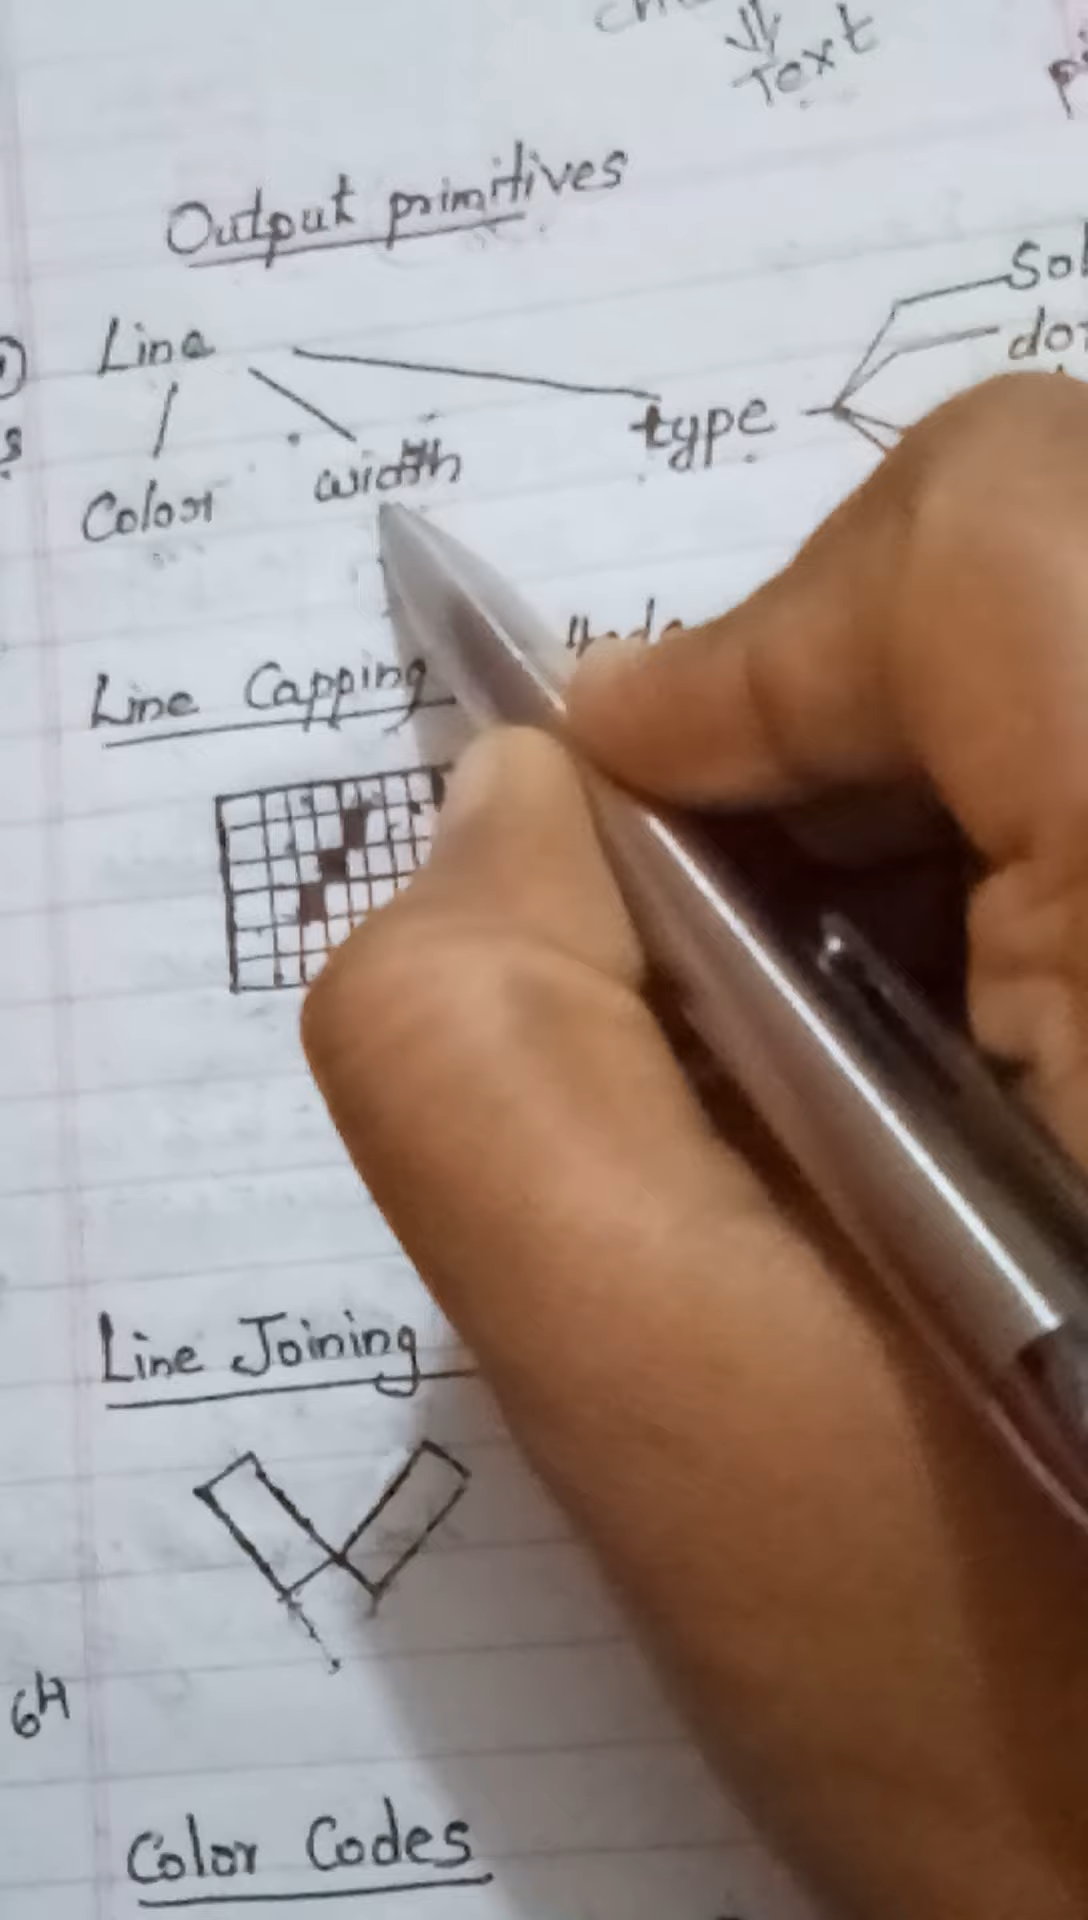 Text
Output primitives
Line
type
Color
width
Line Capping
Line Joining
Color Codes